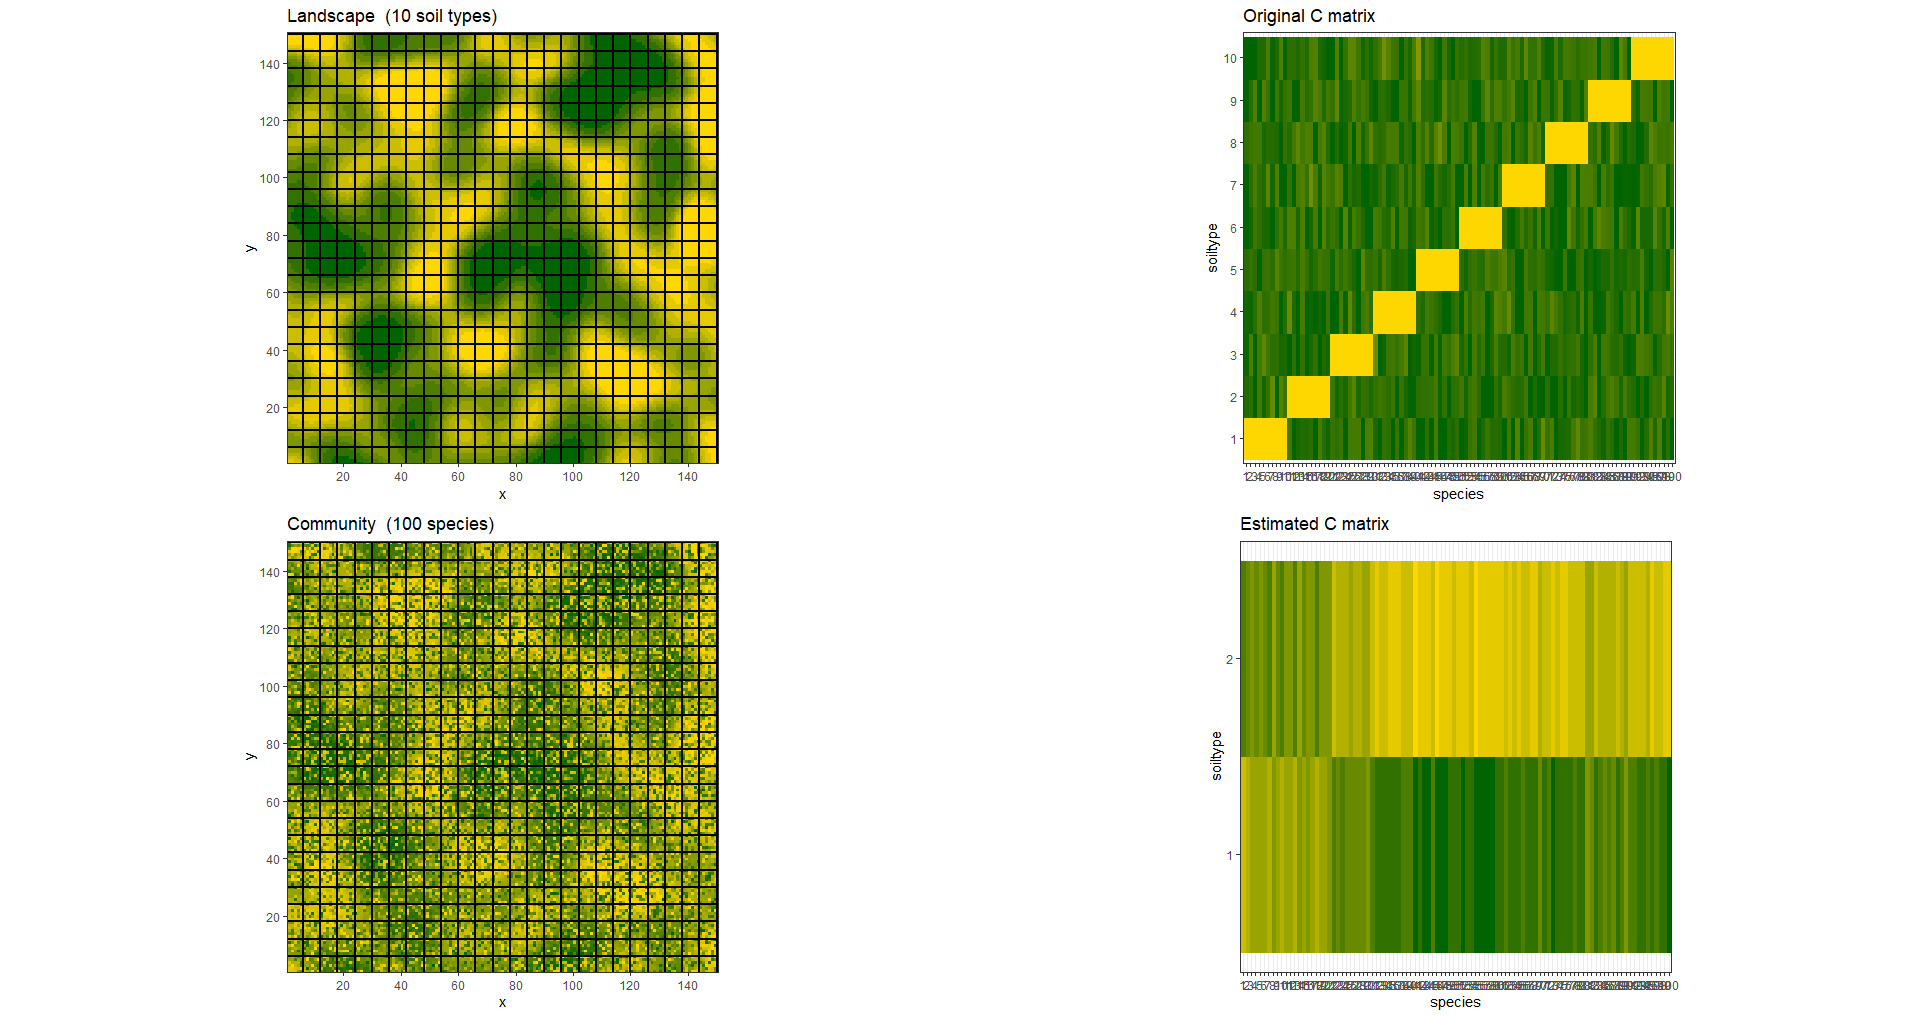 Landscape  (10 soil types)
140
120
100
80
60
40
20
y
20 40 60 80 100 120 140
x
Original C matrix
10
9
8
7
6
5
4
3
2
1
soiltype
species
Community  (100 species)
140
120
100
80
60
40
20
y
20 40 60 80 100 120 140
x
Estimated C matrix
2
1
soiltype
species